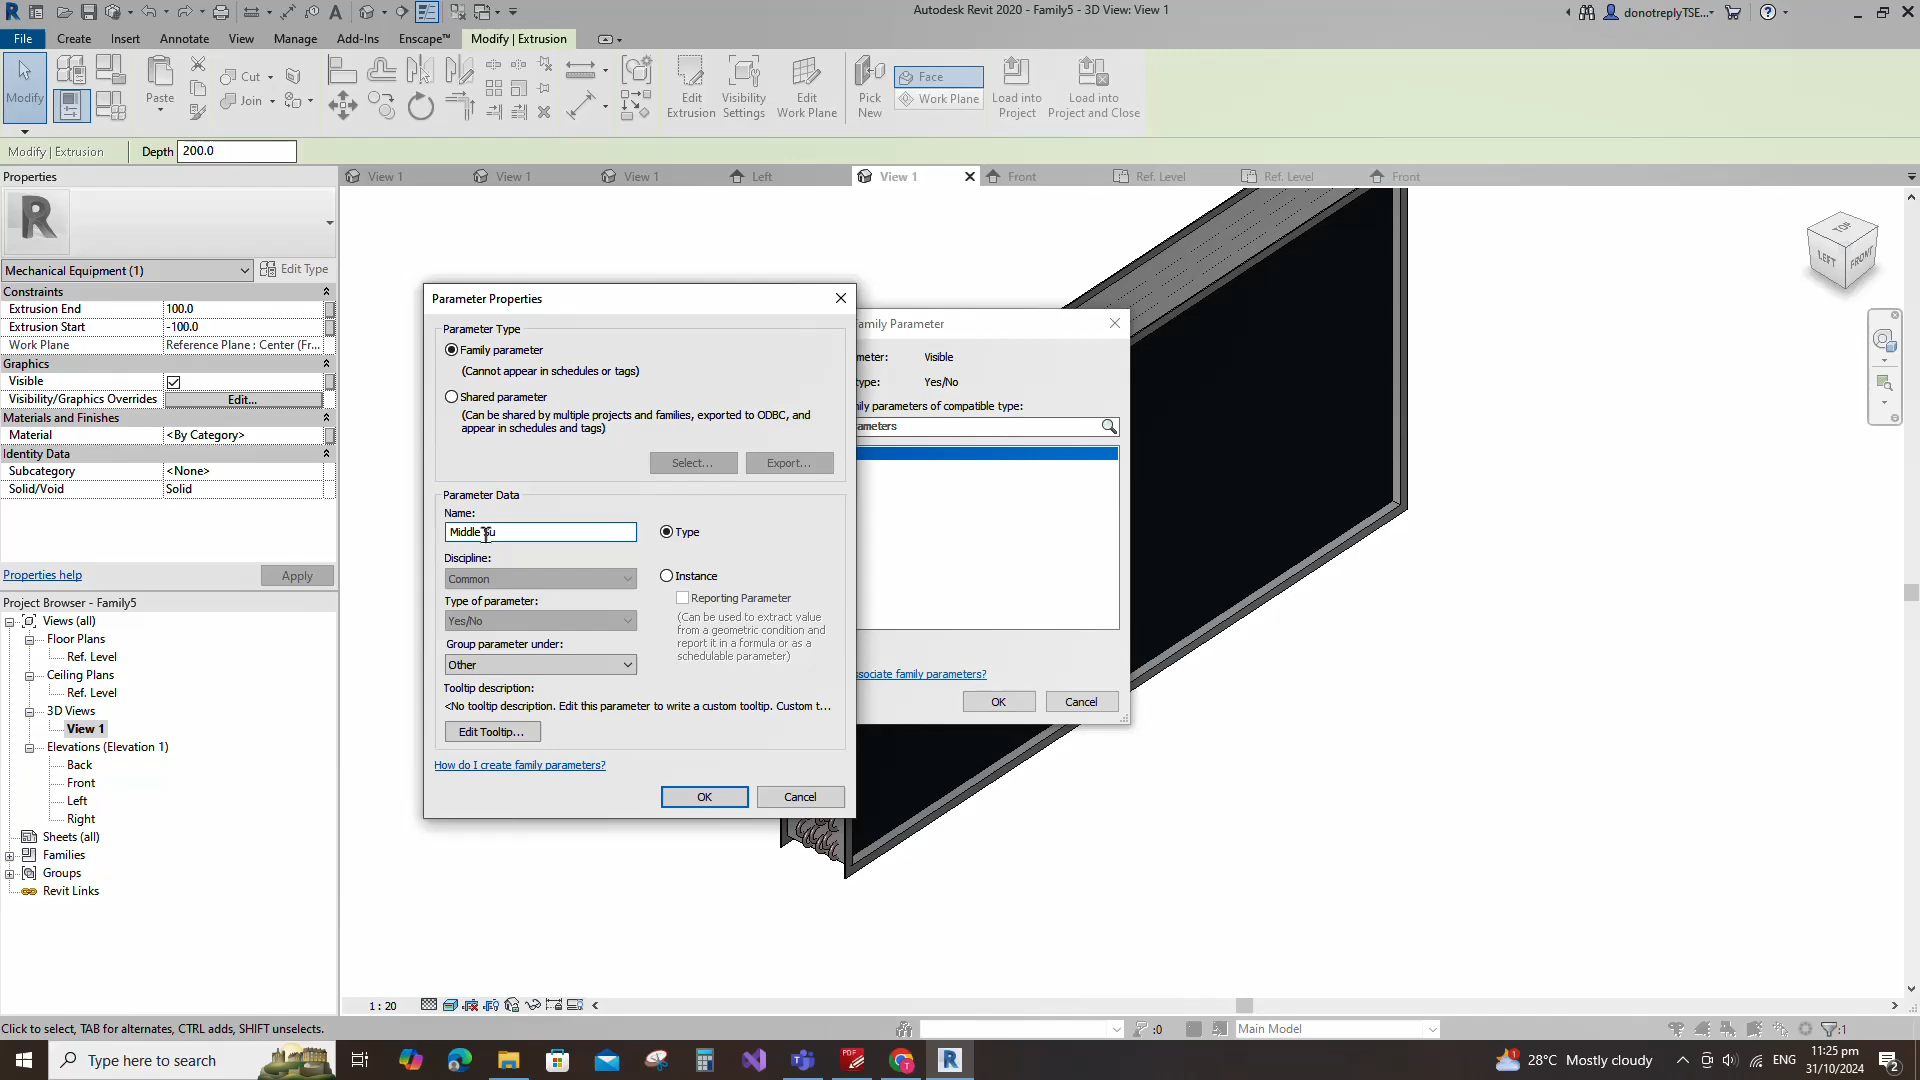 Autodesk Revit 2020 - Family5 - 3D View: View 1
donotreplyTSE...
File
Create
Insert
Annotate
View
Manage
Add-Ins
Enscape™
Modify | Extrusion
Modify
Paste
Cut
Join
Edit Extrusion
Visibility Settings
Edit Work Plane
Pick New
Face
Work Plane
Load into Project
Load into Project and Close
Modify | Extrusion
Depth
200.0
Properties
View 1
View 1
View 1
Left
View 1
Front
Ref. Level
Ref. Level
Front
Mechanical Equipment (1)
Edit Type
Constraints
Extrusion End
100.0
Extrusion Start
-100.0
Work Plane
Reference Plane : Center (Fr...
Graphics
Visible
Visibility/Graphics Overrides
Edit...
Materials and Finishes
Material
<By Category>
Identity Data
Subcategory
<None>
Solid/Void
Solid
Properties help
Apply
Project Browser - Family5
Views (all)
Floor Plans
Ref. Level
Ceiling Plans
Ref. Level
3D Views
View 1
Elevations (Elevation 1)
Back
Front
Left
Right
Sheets (all)
Families
Groups
Revit Links
Parameter Properties
Parameter Type
Family parameter
(Cannot appear in schedules or tags)
Shared parameter
(Can be shared by multiple projects and families, exported to ODBC, and appear in schedules and tags)
Select...
Export...
Parameter Data
Name:
Middle
Type
Discipline:
Common
Instance
Reporting Parameter
(Can be used to extract value from a geometric condition and report it in a formula or as a schedulable parameter)
Type of parameter:
Yes/No
Group parameter under:
Other
Tooltip description:
<No tooltip description. Edit this parameter to write a custom tooltip. Custom t...
Edit Tooltip...
How do I create family parameters?
OK
Cancel
Family Parameter
meter:
Visible
type:
Yes/No
ily parameters of compatible type:
ameters
ssociate family parameters?
OK
Cancel
TOP
LEFT
FRONT
1 : 20
Click to select, TAB for alternates, CTRL adds, SHIFT unselects.
:0
Main Model
:1
Type here to search
28°C Mostly cloudy
ENG
11:25 pm
31/10/2024